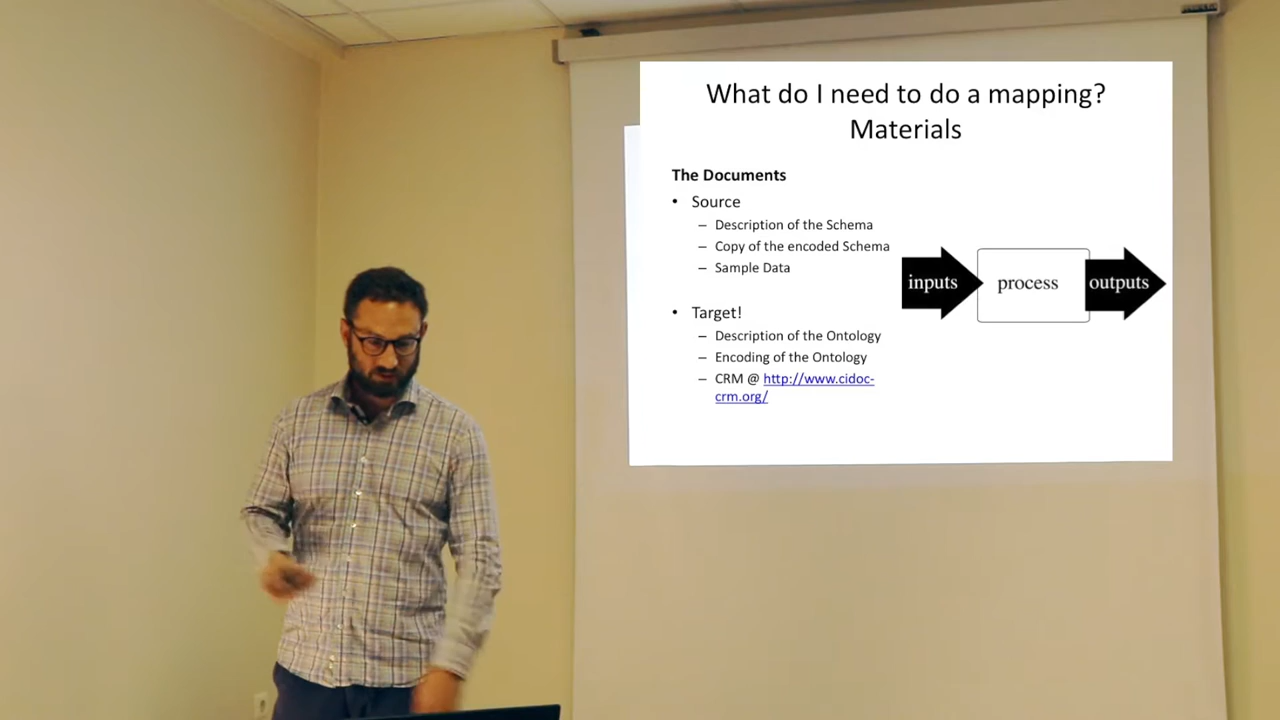 What do I need to do a mapping?
Materials
The Documents
• Source
– Description of the Schema
– Copy of the encoded Schema
– Sample Data
• Target!
– Description of the Ontology
– Encoding of the Ontology
– CRM @ http://www.cidoc-
crm.org/
inputs
process
outputs